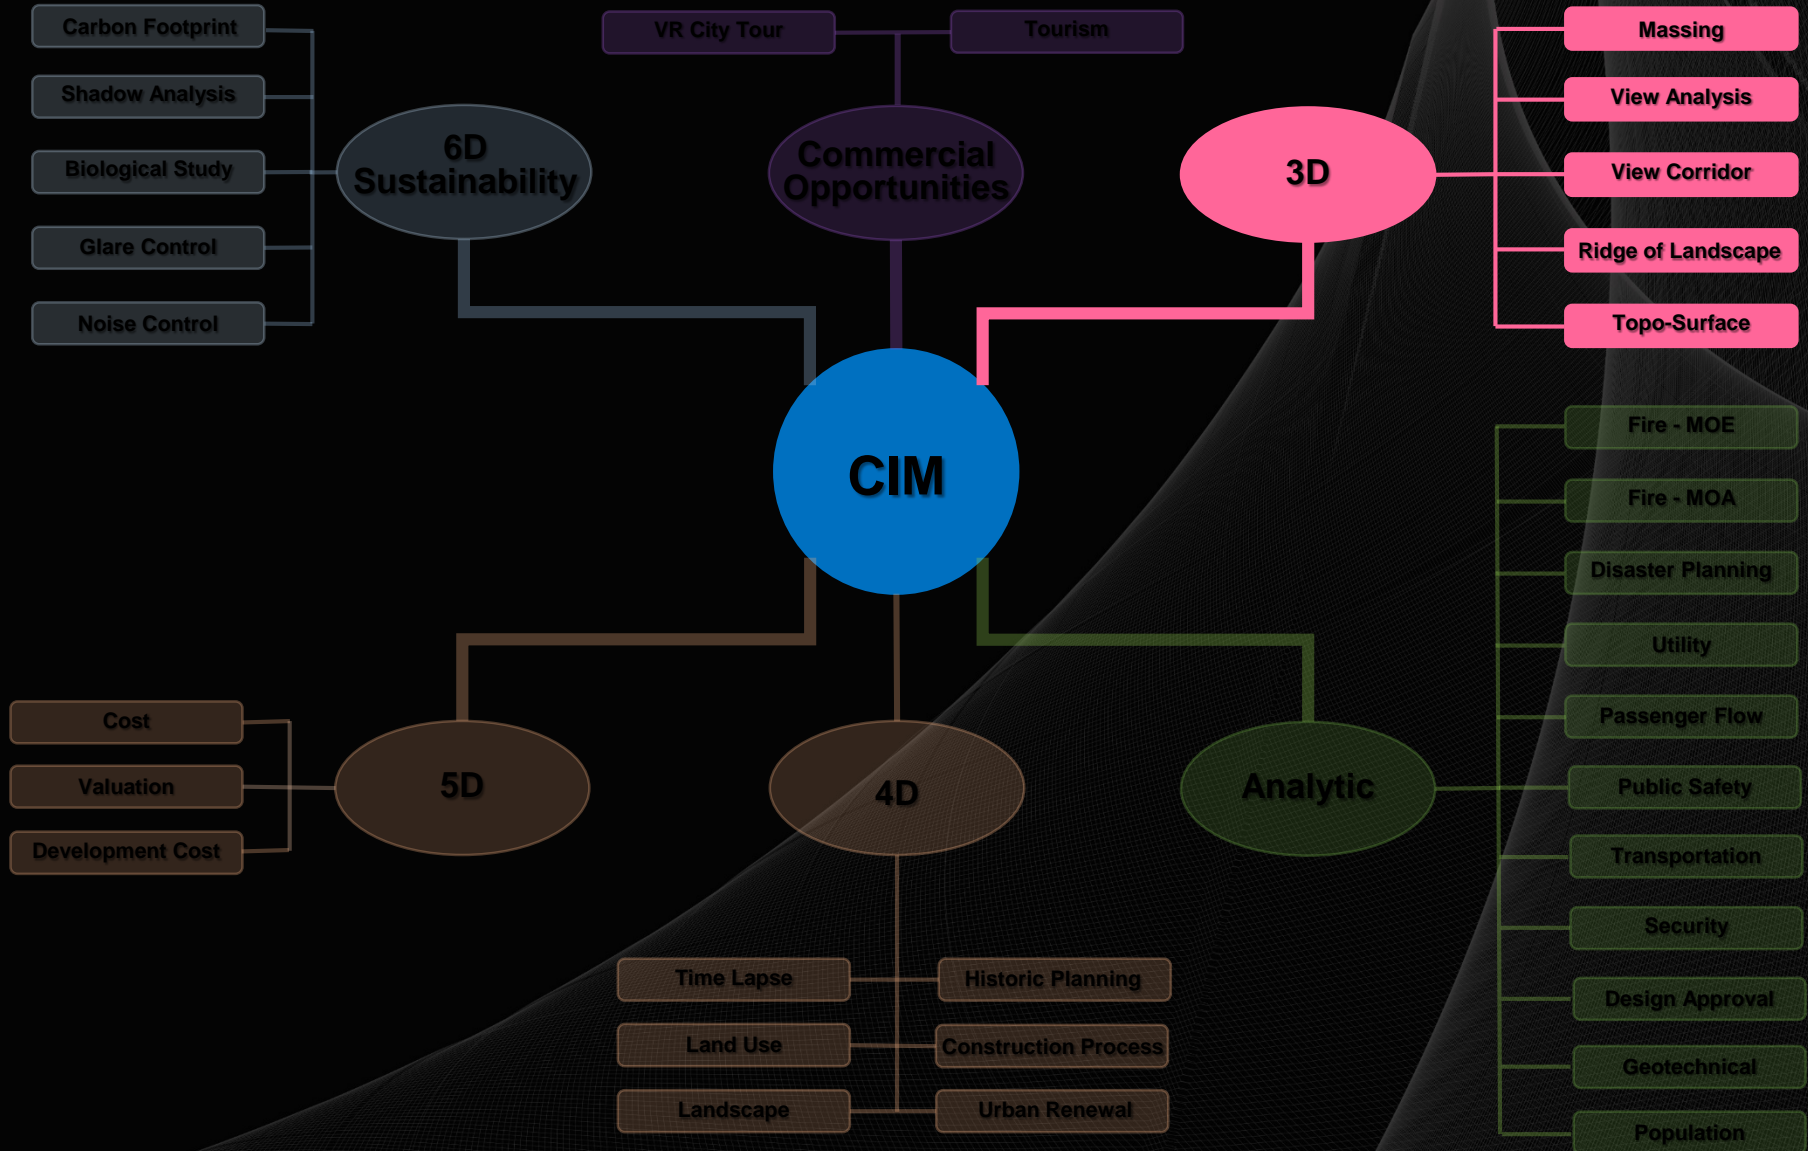 Carbon Footprint
Shadow Analysis
Biological Study
Glare Control
Noise Control
6D
Sustainability
VR City Tour
Tourism
Commercial
Opportunities
3D
Massing
View Analysis
View Corridor
Ridge of Landscape
Topo-Surface
CIM
Cost
Valuation
Development Cost
5D
4D
Time Lapse
Historic Planning
Land Use
Construction Process
Landscape
Urban Renewal
Analytic
Fire - MOE
Fire - MOA
Disaster Planning
Utility
Passenger Flow
Public Safety
Transportation
Security
Design Approval
Geotechnical
Population